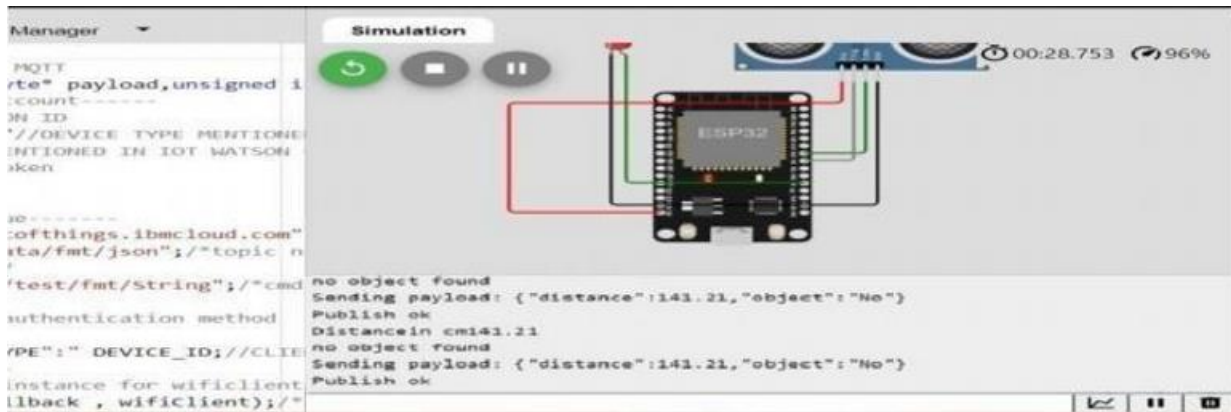 Manager
MQTT
yte* payload,unsigned i
ccount------
ON ID
"//DEVICE TYPE MENTIONE
ENTIONED IN IOT WATSON
oken
ofthings.ibmcloud.com"
ata/fmt/json";/*topic n
/test/fmt/String";/*cmd
authentication method
YPE":" DEVICE_ID;//CLIE
instance for wificlient
llback , wifiClient);/*
Simulation
00:28.753 96%
ESP32
no object found
Sending payload: {"distance":141.21,"object":"No"}
Publish ok
Distancein cm141.21
no object found
Sending payload: {"distance":141.21,"object":"No"}
Publish ok